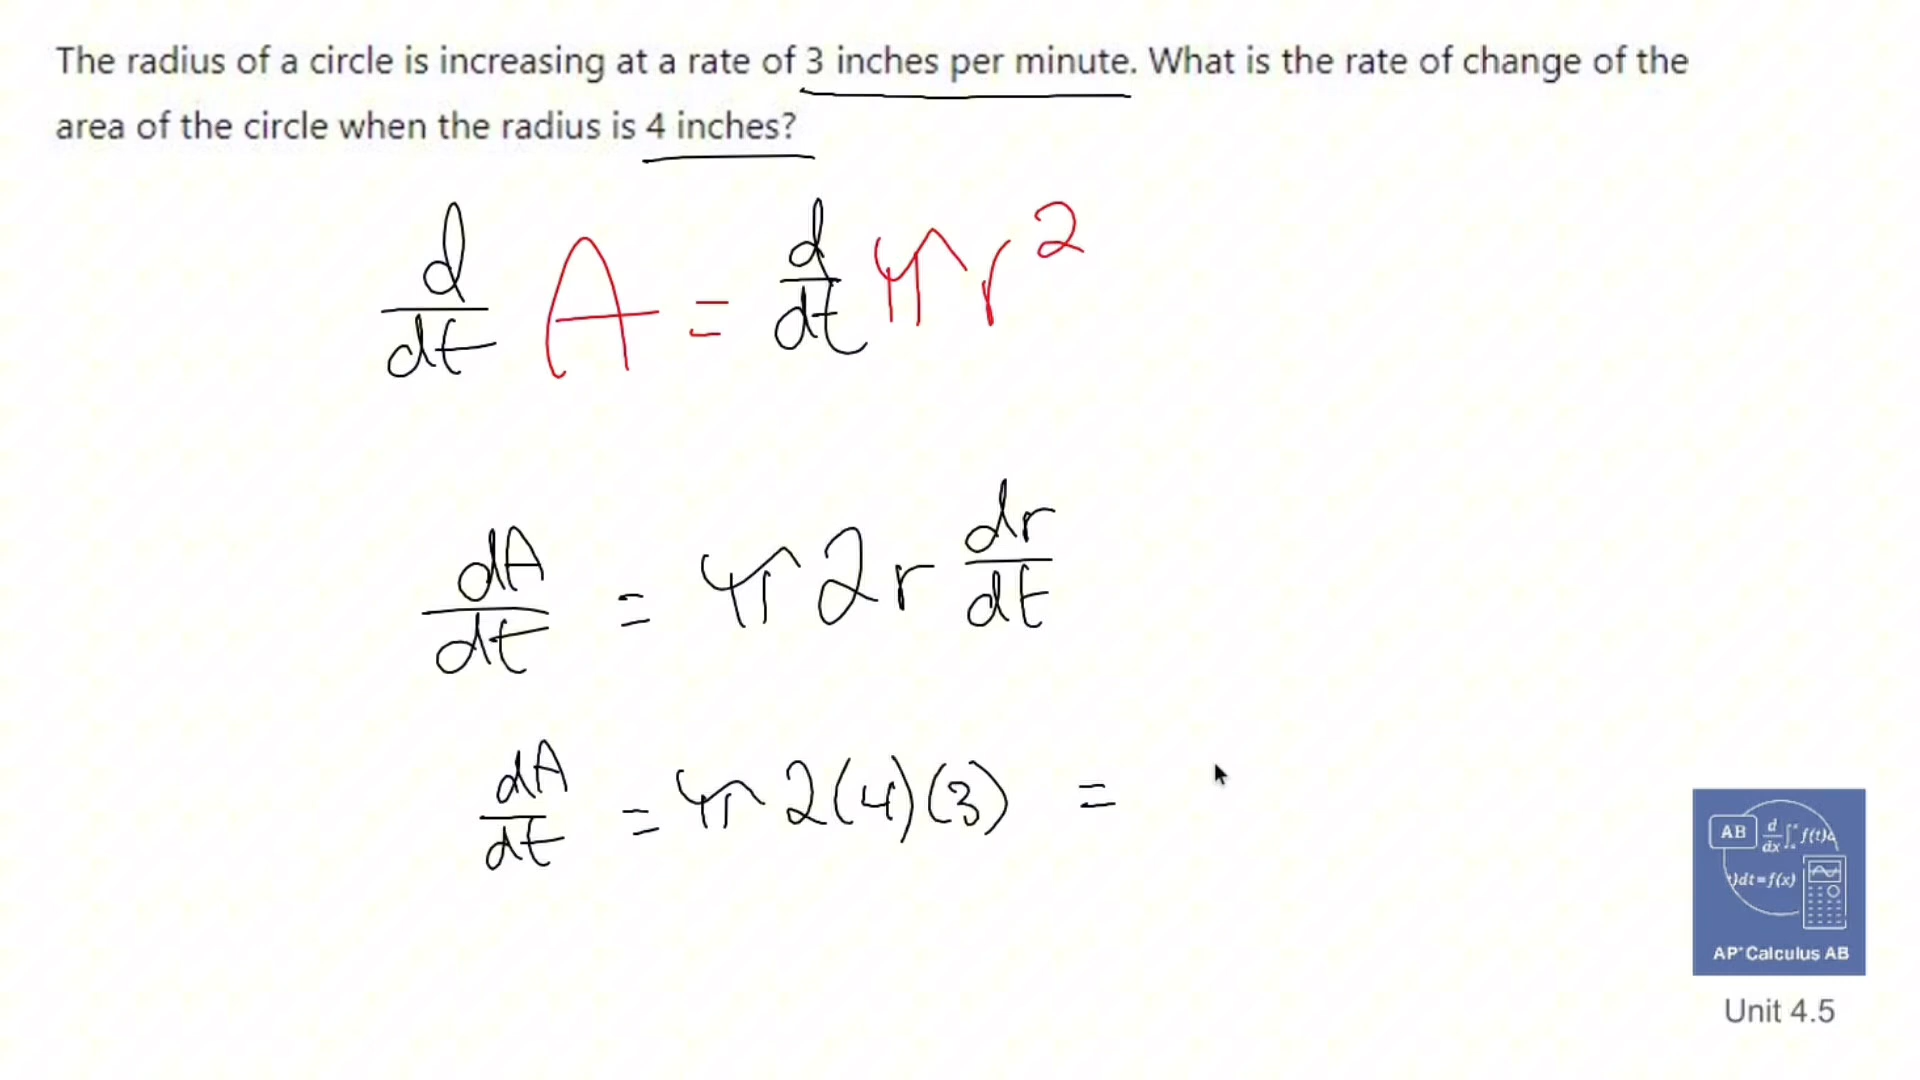 The radius of a circle is increasing at a rate of 3 inches per minute. What is the rate of change of the
area of the circle when the radius is 4 inches?
d/dt A = d/dt πr²
dA/dt = π2r dr/dt
dA/dt = π2(4)(3) =
AB d/dx ∫ f(t)d
t)dt=f(x)
AP® Calculus AB
Unit 4.5